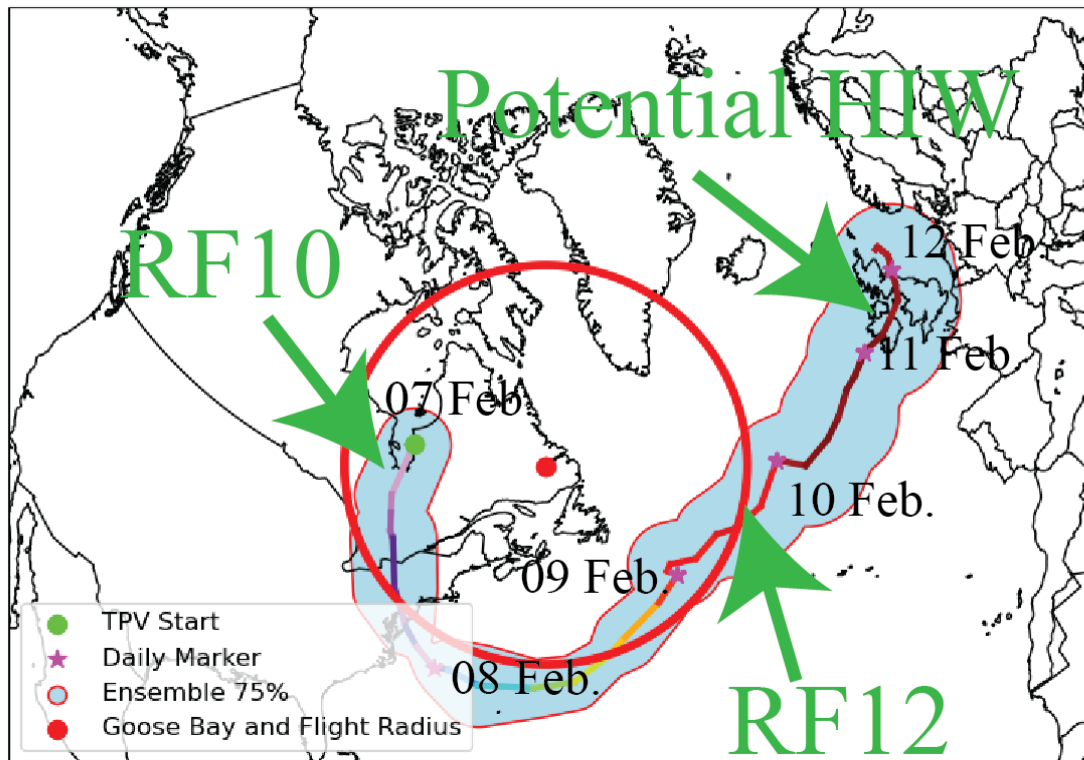 Potential HIW
RF10
12 Feb.
11 Feb
07 Feb
10 Feb.
09 Feb.
08 Feb.
RF12
TPV Start
Daily Marker
Ensemble 75%
Goose Bay and Flight Radius